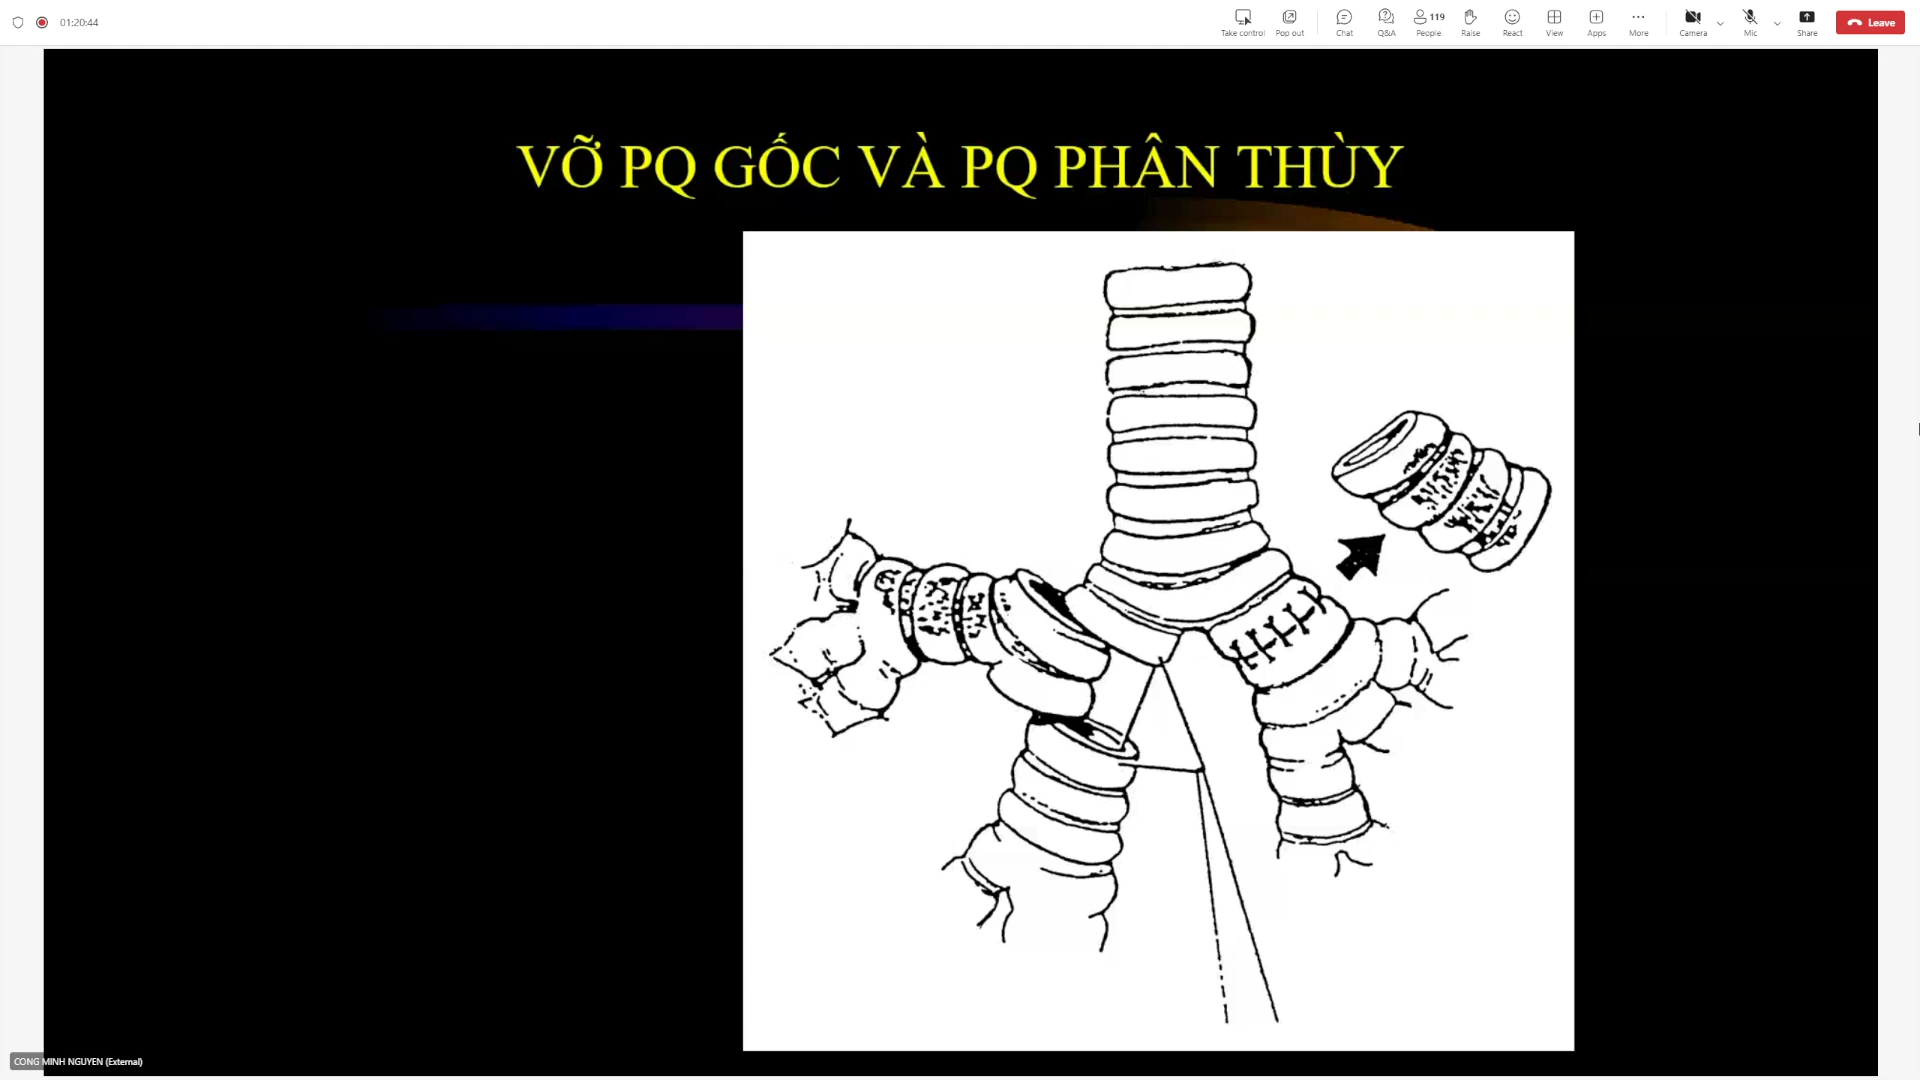 01:20:44
Take control
Pop out
Chat
Q&A
119
People
Raise
React
View
Apps
More
Camera
Mic
Share
Leave
VỠ PQ GỐC VÀ PQ PHÂN THÙY
CONG MINH NGUYEN (External)